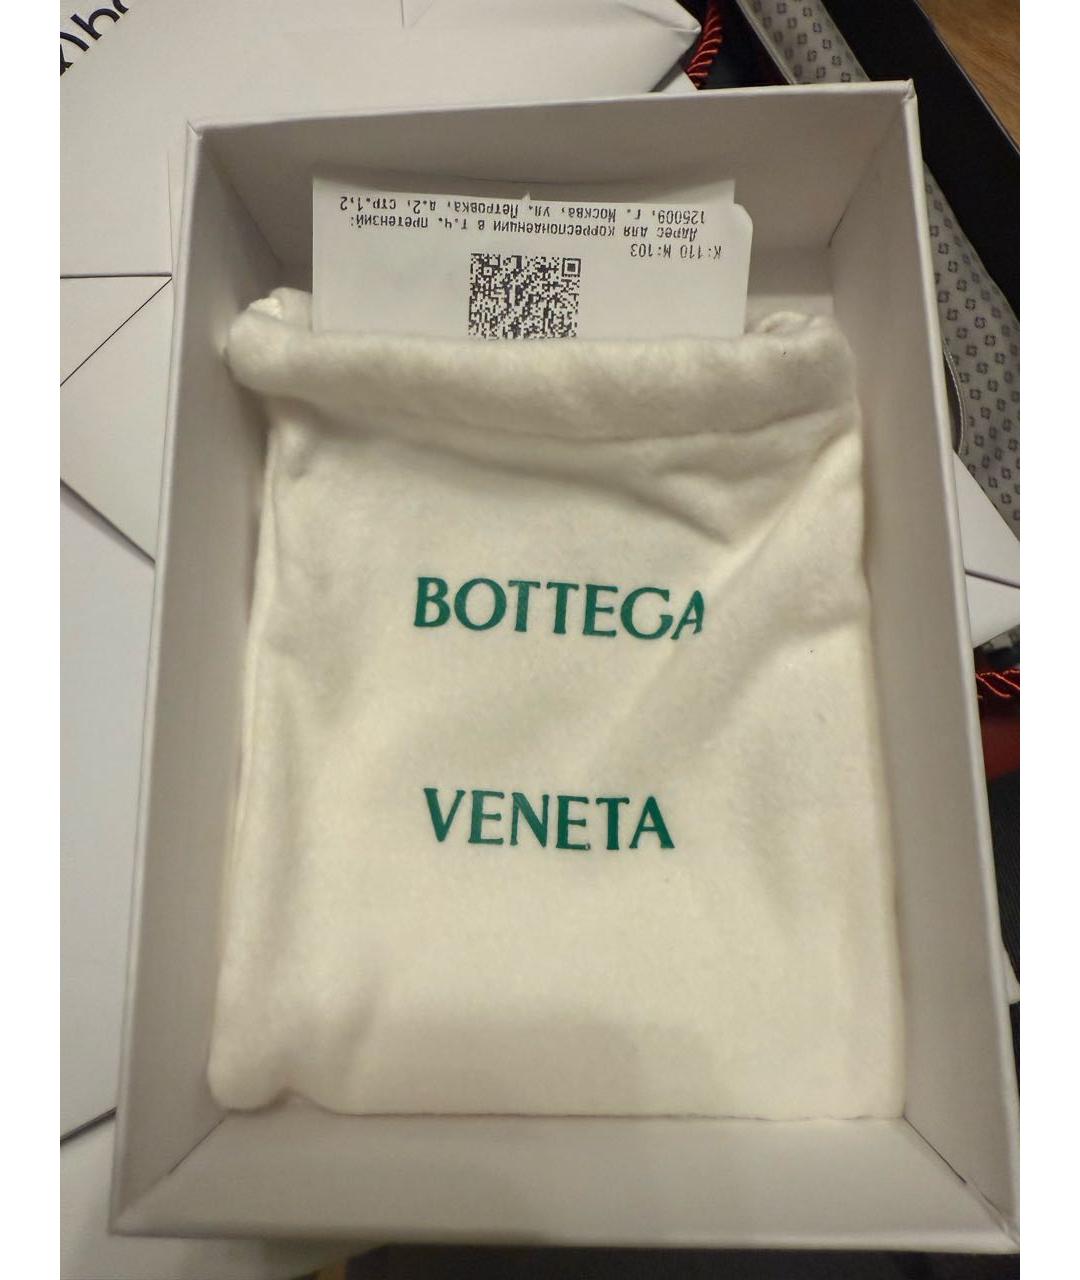 К:110 М:103
Адрес для корреспонденции в т.ч. претензий:
125009, г. Москва, ул. Петровка, д.2, стр.1,2
BOTTEGA
VENETA